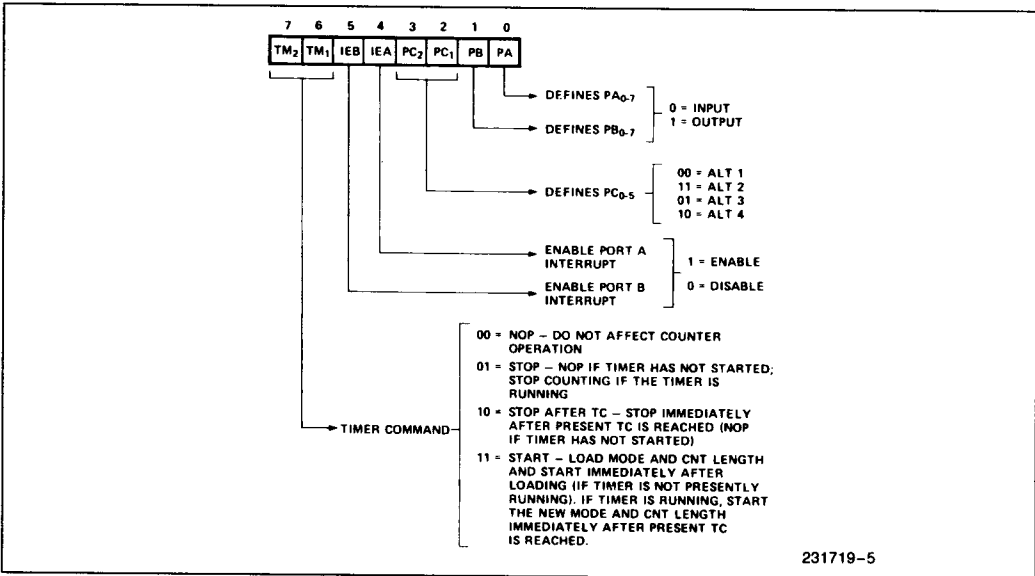 7 6 5 4 3 2 1 0
TM₂ TM₁ IEB IEA PC₂ PC₁ PB PA
DEFINES PA₀₋₇
DEFINES PB₀₋₇
0 = INPUT
1 = OUTPUT
DEFINES PC₀₋₅
00 = ALT 1
11 = ALT 2
01 = ALT 3
10 = ALT 4
ENABLE PORT A
INTERRUPT
ENABLE PORT B
INTERRUPT
1 = ENABLE
0 = DISABLE
TIMER COMMAND
00 = NOP – DO NOT AFFECT COUNTER
OPERATION
01 = STOP – NOP IF TIMER HAS NOT STARTED;
STOP COUNTING IF THE TIMER IS
RUNNING
10 = STOP AFTER TC – STOP IMMEDIATELY
AFTER PRESENT TC IS REACHED (NOP
IF TIMER HAS NOT STARTED)
11 = START – LOAD MODE AND CNT LENGTH
AND START IMMEDIATELY AFTER
LOADING (IF TIMER IS NOT PRESENTLY
RUNNING). IF TIMER IS RUNNING, START
THE NEW MODE AND CNT LENGTH
IMMEDIATELY AFTER PRESENT TC
IS REACHED.
231719–5